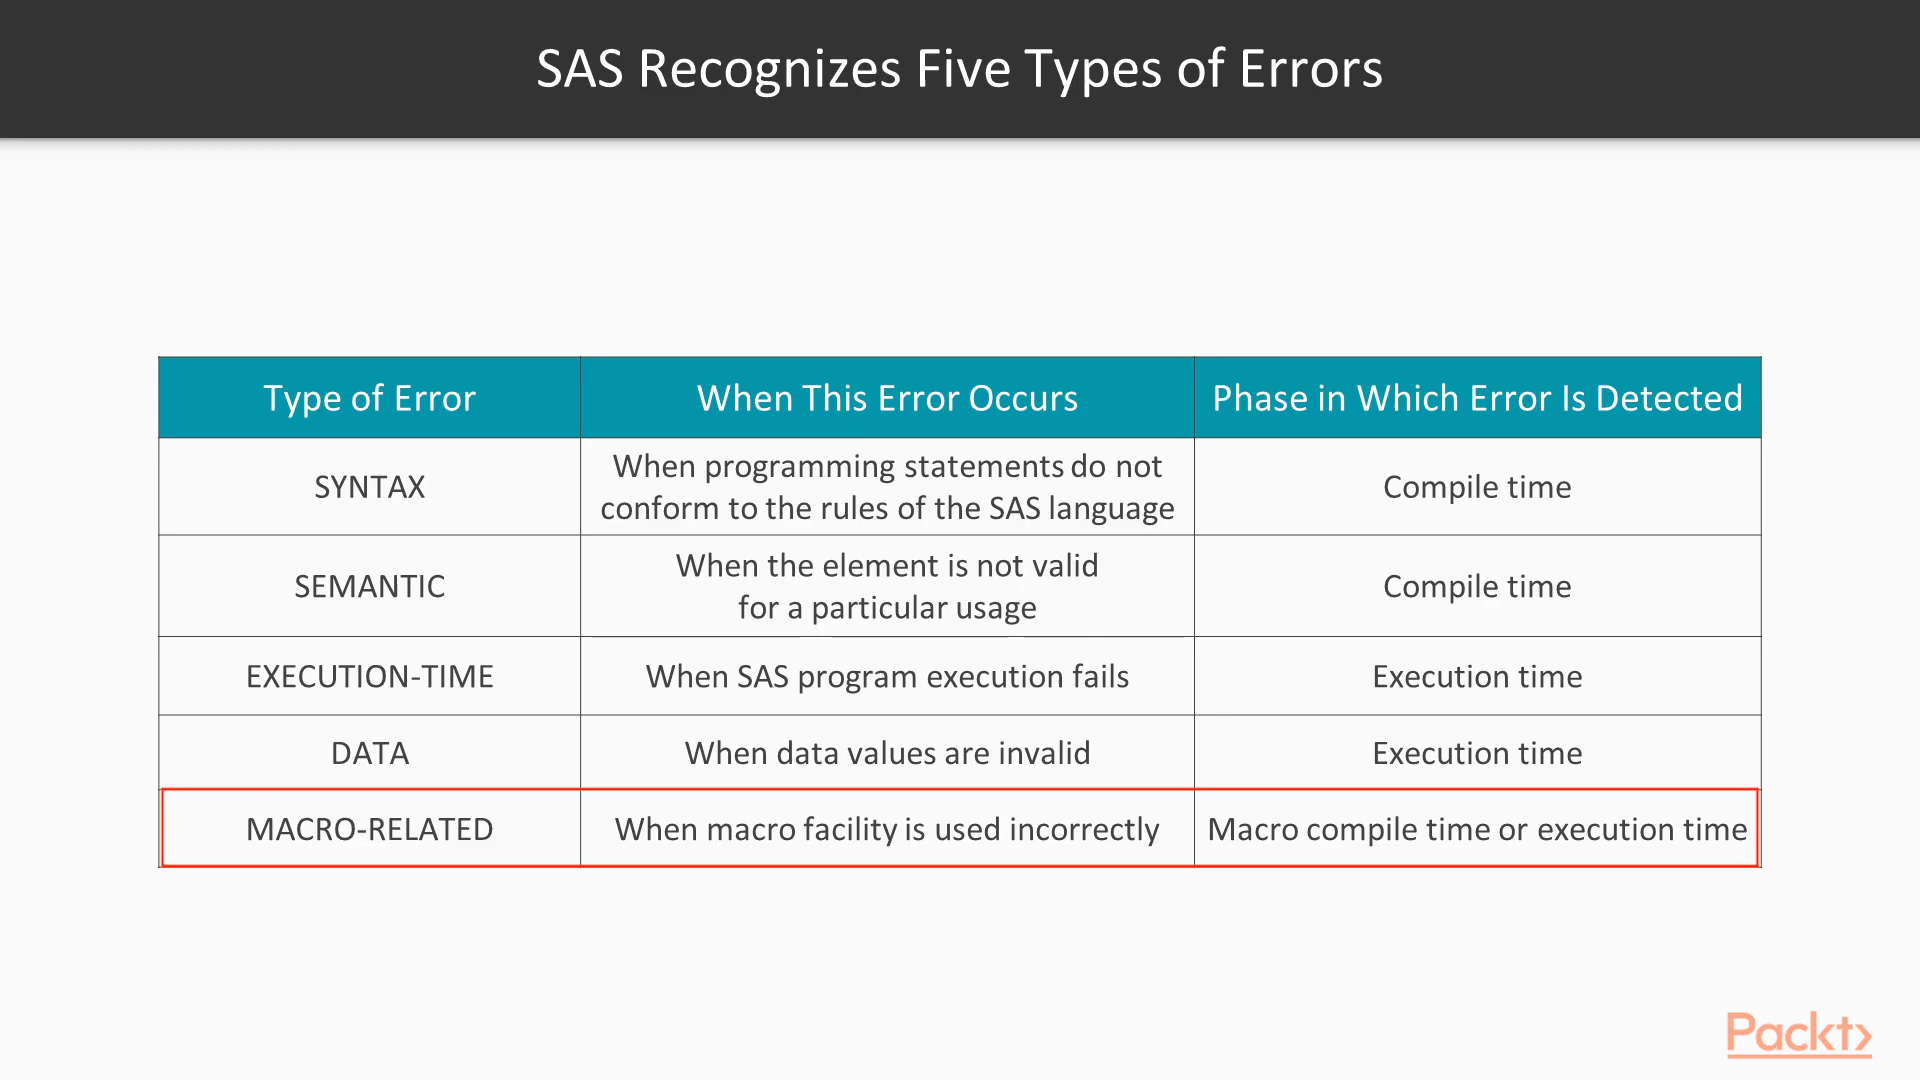 SAS Recognizes Five Types of Errors
Type of Error
When This Error Occurs
Phase in Which Error Is Detected
SYNTAX
When programming statements do not
conform to the rules of the SAS language
Compile time
SEMANTIC
When the element is not valid
for a particular usage
Compile time
EXECUTION-TIME
When SAS program execution fails
Execution time
DATA
When data values are invalid
Execution time
MACRO-RELATED
When macro facility is used incorrectly
Macro compile time or execution time
Packt